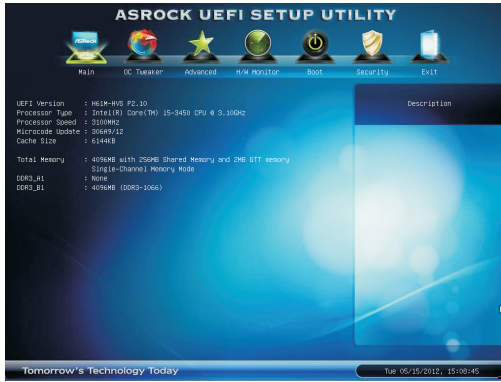 ASROCK UEFI SETUP UTILITY
ASRock
Main OC Tweaker Advanced H/W Monitor Boot Security Exit
UEFI Version : H61M-HVS P2.10
Processor Type : Intel(R) Core(TM) i5-3450 CPU @ 3.10GHz
Processor Speed : 3100MHz
Microcode Update : 306A9/12
Cache Size : 6144KB
Total Memory : 4096MB with 256MB Shared Memory and 2MB GTT memory
Single-Channel Memory Mode
DDR3_A1 : None
DDR3_B1 : 4096MB (DDR3-1066)
Description
Tomorrow's Technology Today
Tue 05/15/2012, 15:08:45